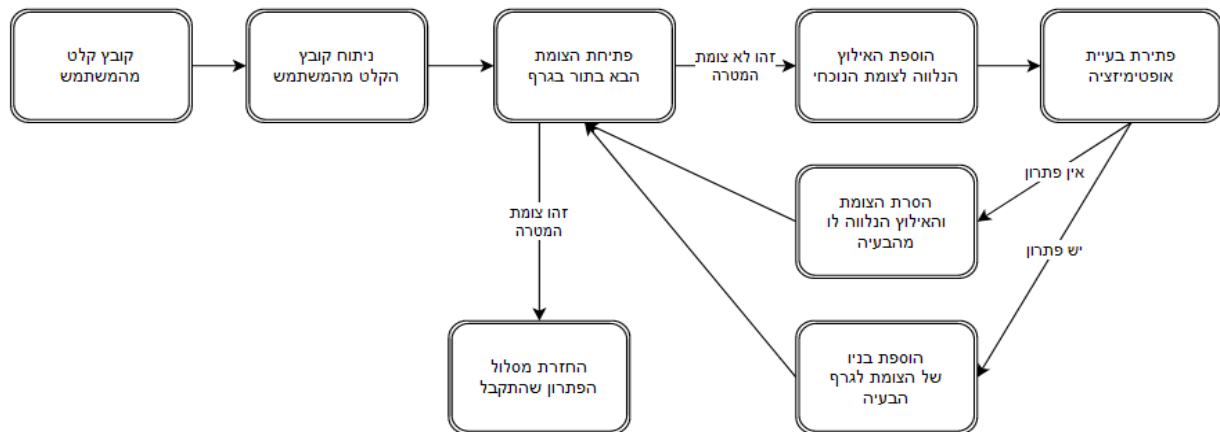 קובץ קלט
מהמשתמש
ניתוח קובץ
הקלט מהמשתמש
פתיחת הצומת
הבא בתור בגרף
זהו לא צומת
המטרה
הוספת האילוץ
הנלווה לצומת הנוכחי
פתירת בעיית
אופטימיזציה
אין פתרון
הסרת הצומת
והאילוץ הנלווה לו
מהבעיה
זהו צומת
המטרה
יש פתרון
החזרת מסלול
הפתרון שהתקבל
הוספת בניו
של הצומת לגרף
הבעיה